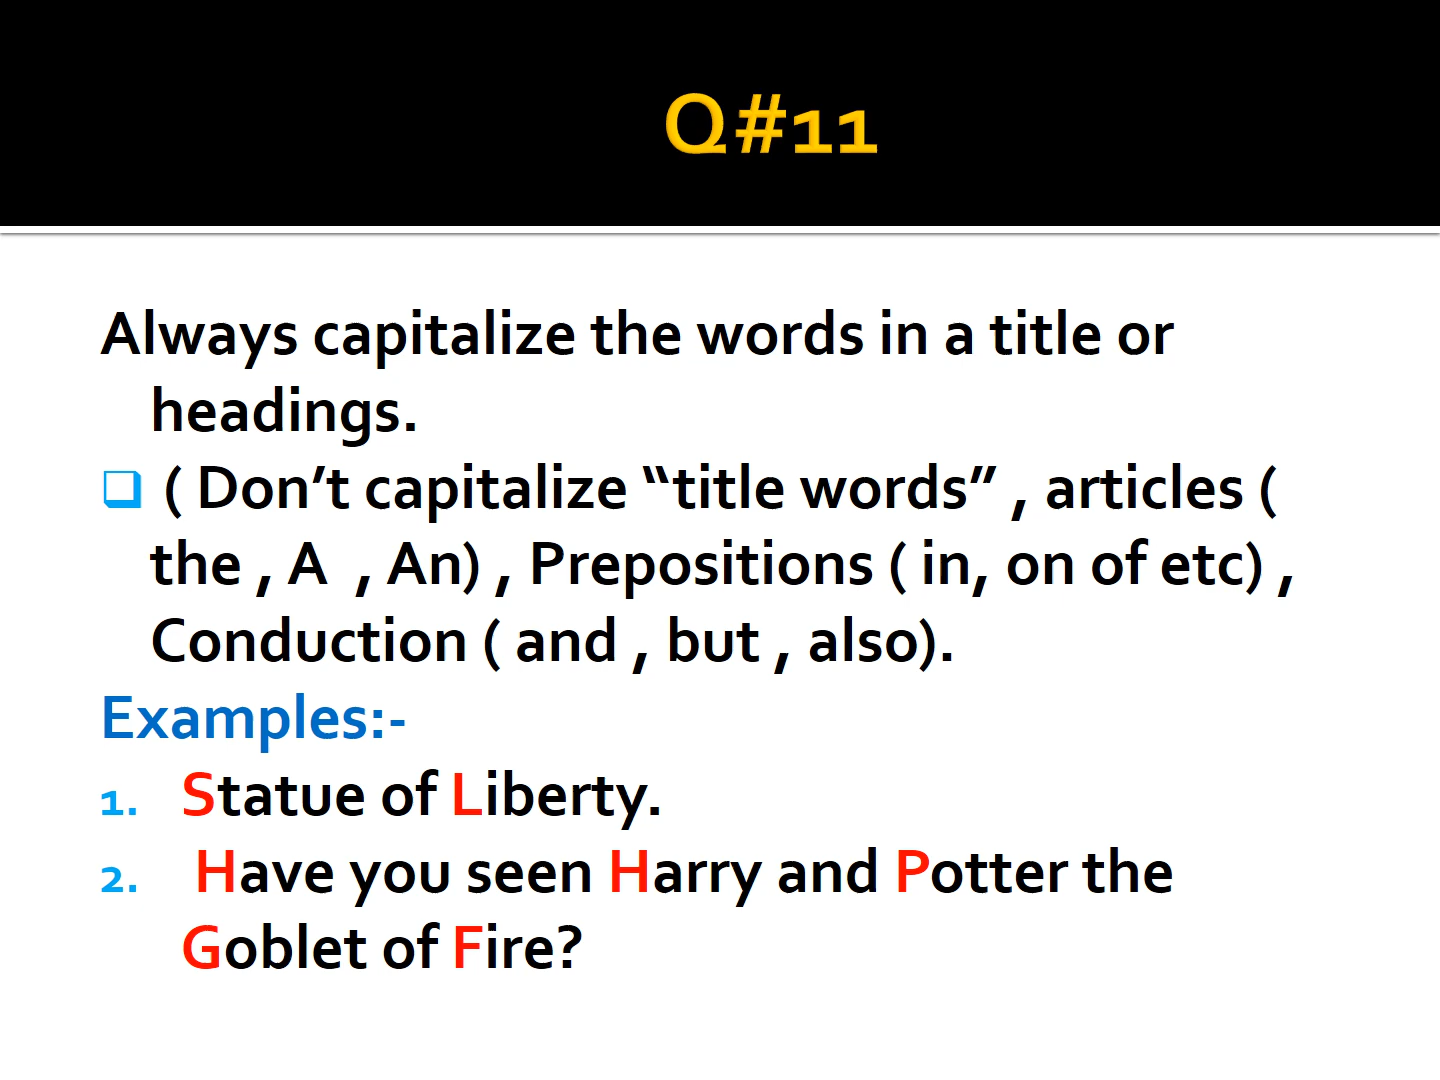 Q#11
Always capitalize the words in a title or
headings.
( Don’t capitalize “title words” , articles (
the , A , An) , Prepositions ( in, on of etc) ,
Conduction ( and , but , also).
Examples:-
1. Statue of Liberty.
2. Have you seen Harry and Potter the
Goblet of Fire?